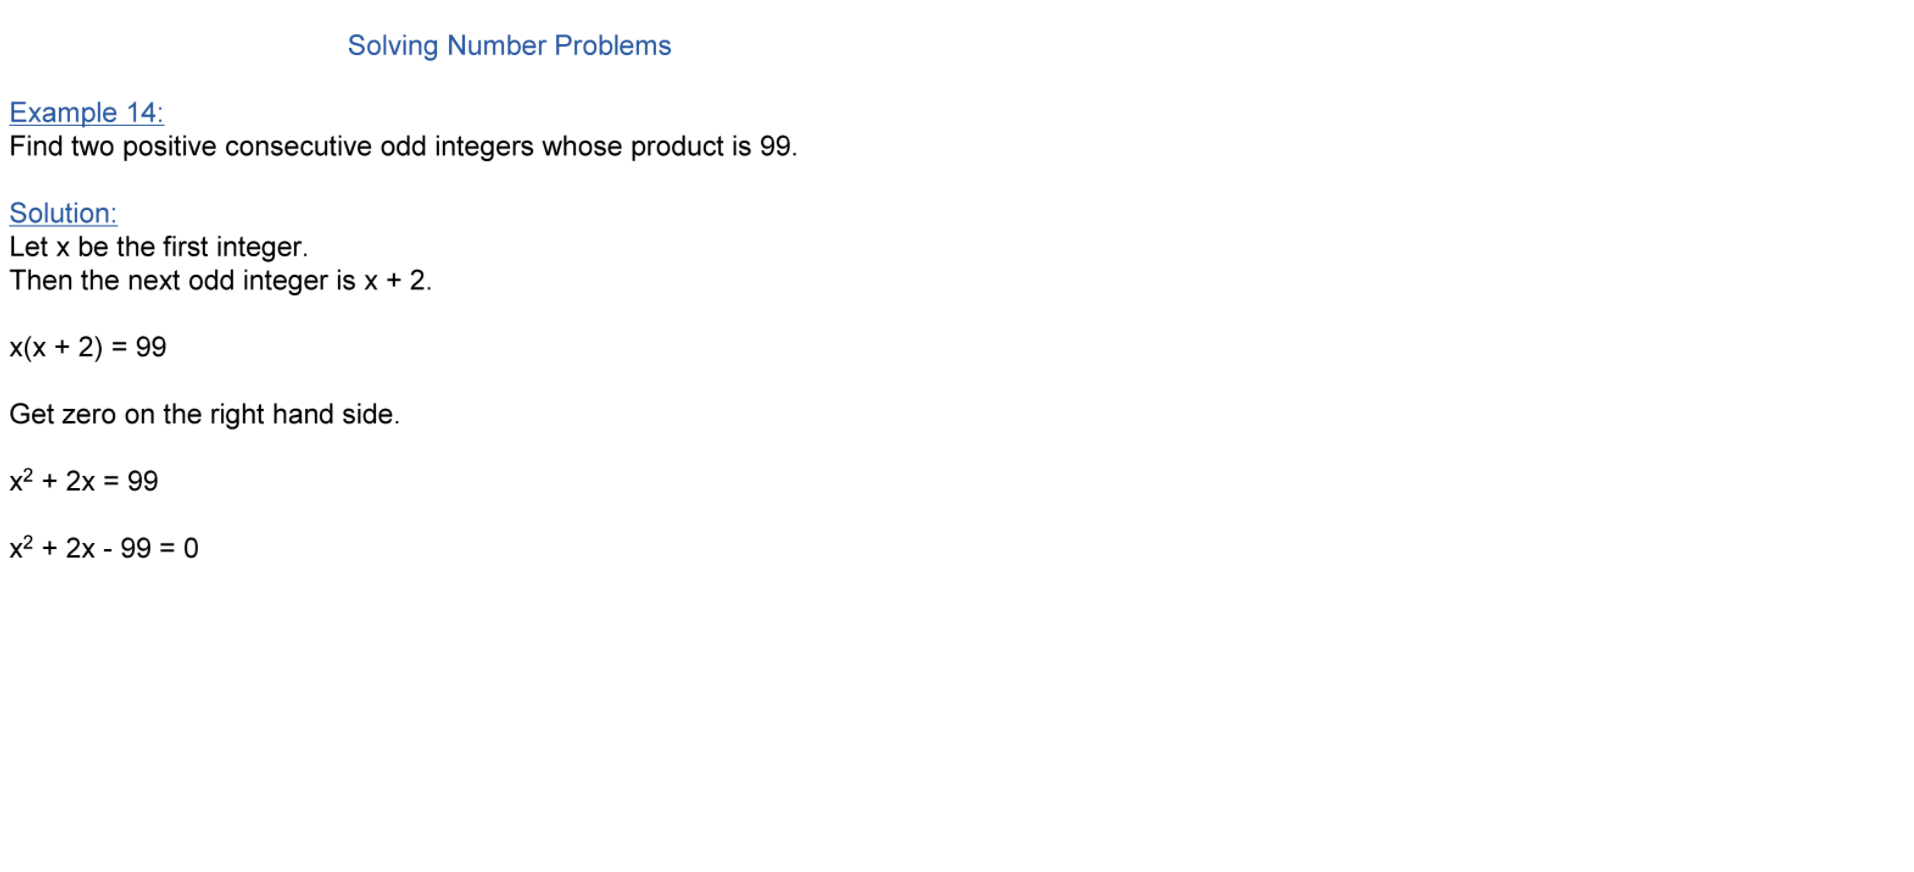 Solving Number Problems
Example 14:
Find two positive consecutive odd integers whose product is 99.
Solution:
Let x be the first integer.
Then the next odd integer is x + 2.
x(x + 2) = 99
Get zero on the right hand side.
x² + 2x = 99
x² + 2x - 99 = 0